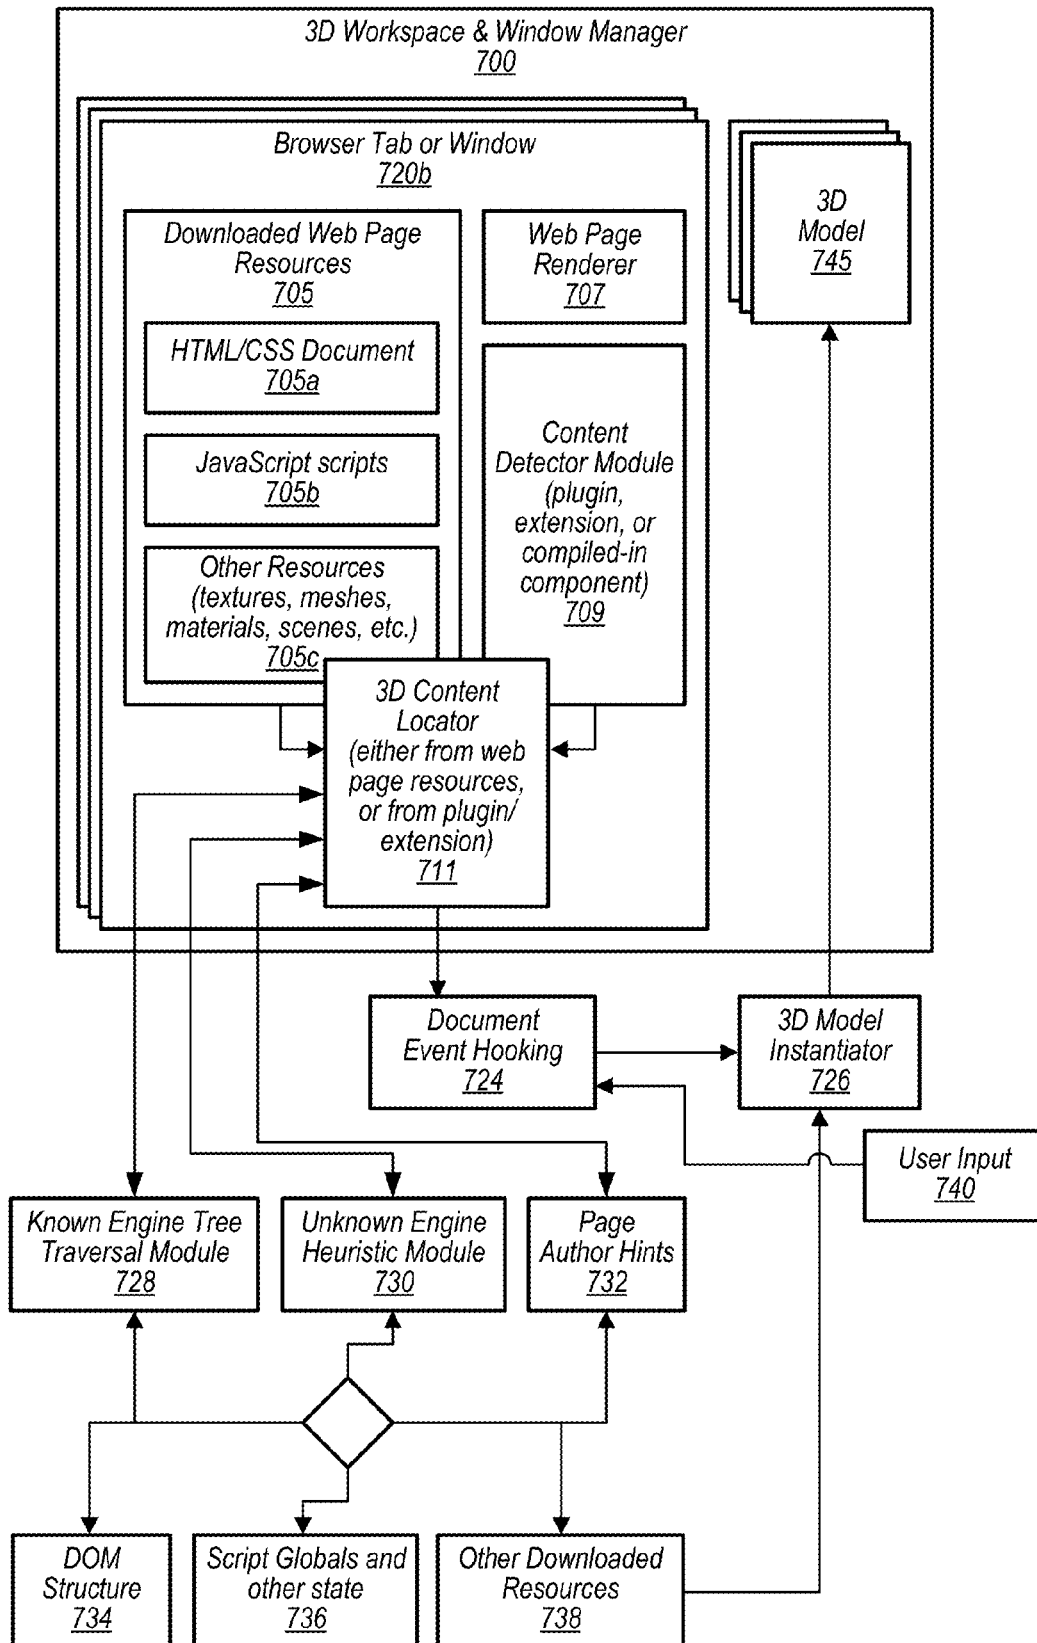 3D Workspace & Window Manager
700
Browser Tab or Window
720b
Downloaded Web Page
Resources
705
HTML/CSS Document
705a
JavaScript scripts
705b
Other Resources
(textures, meshes,
materials, scenes, etc.)
705c
Web Page
Renderer
707
Content
Detector Module
(plugin,
extension, or
compiled-in
component)
709
3D Content
Locator
(either from web
page resources,
or from plugin/
extension)
711
3D
Model
745
Document
Event Hooking
724
3D Model
Instantiator
726
User Input
740
Known Engine Tree
Traversal Module
728
Unknown Engine
Heuristic Module
730
Page
Author Hints
732
DOM
Structure
734
Script Globals and
other state
736
Other Downloaded
Resources
738